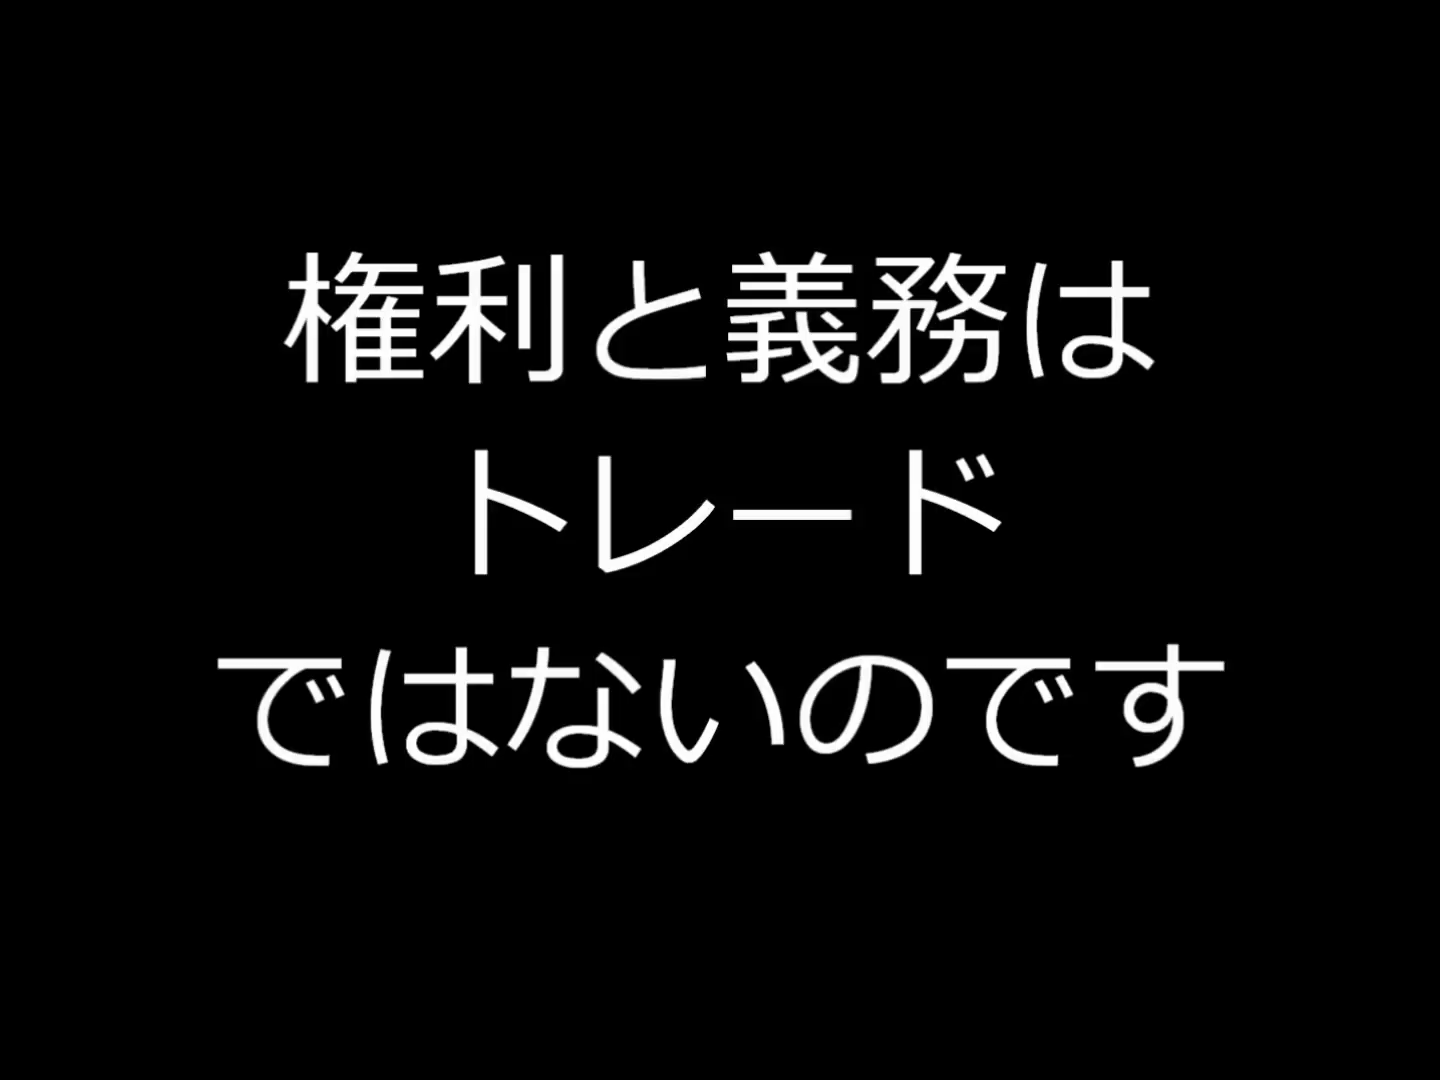 権利と義務は
トレード
ではないのです